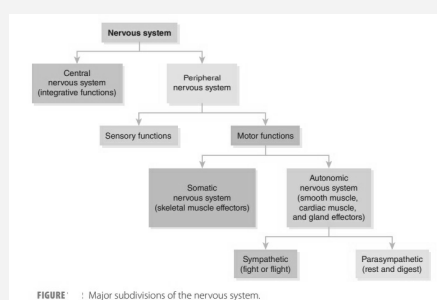 Nervous system
Central
nervous system
(integrative functions)
Peripheral
nervous system
Sensory functions
Motor functions
Somatic
nervous system
(skeletal muscle effectors)
Autonomic
nervous system
(smooth muscle,
cardiac muscle,
and gland effectors)
Sympathetic
(fight or flight)
Parasympathetic
(rest and digest)
FIGURE : Major subdivisions of the nervous system.